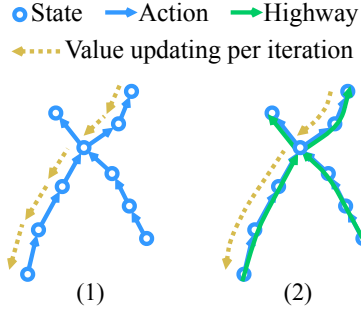 State Action Highway
Value updating per iteration
(1) (2)